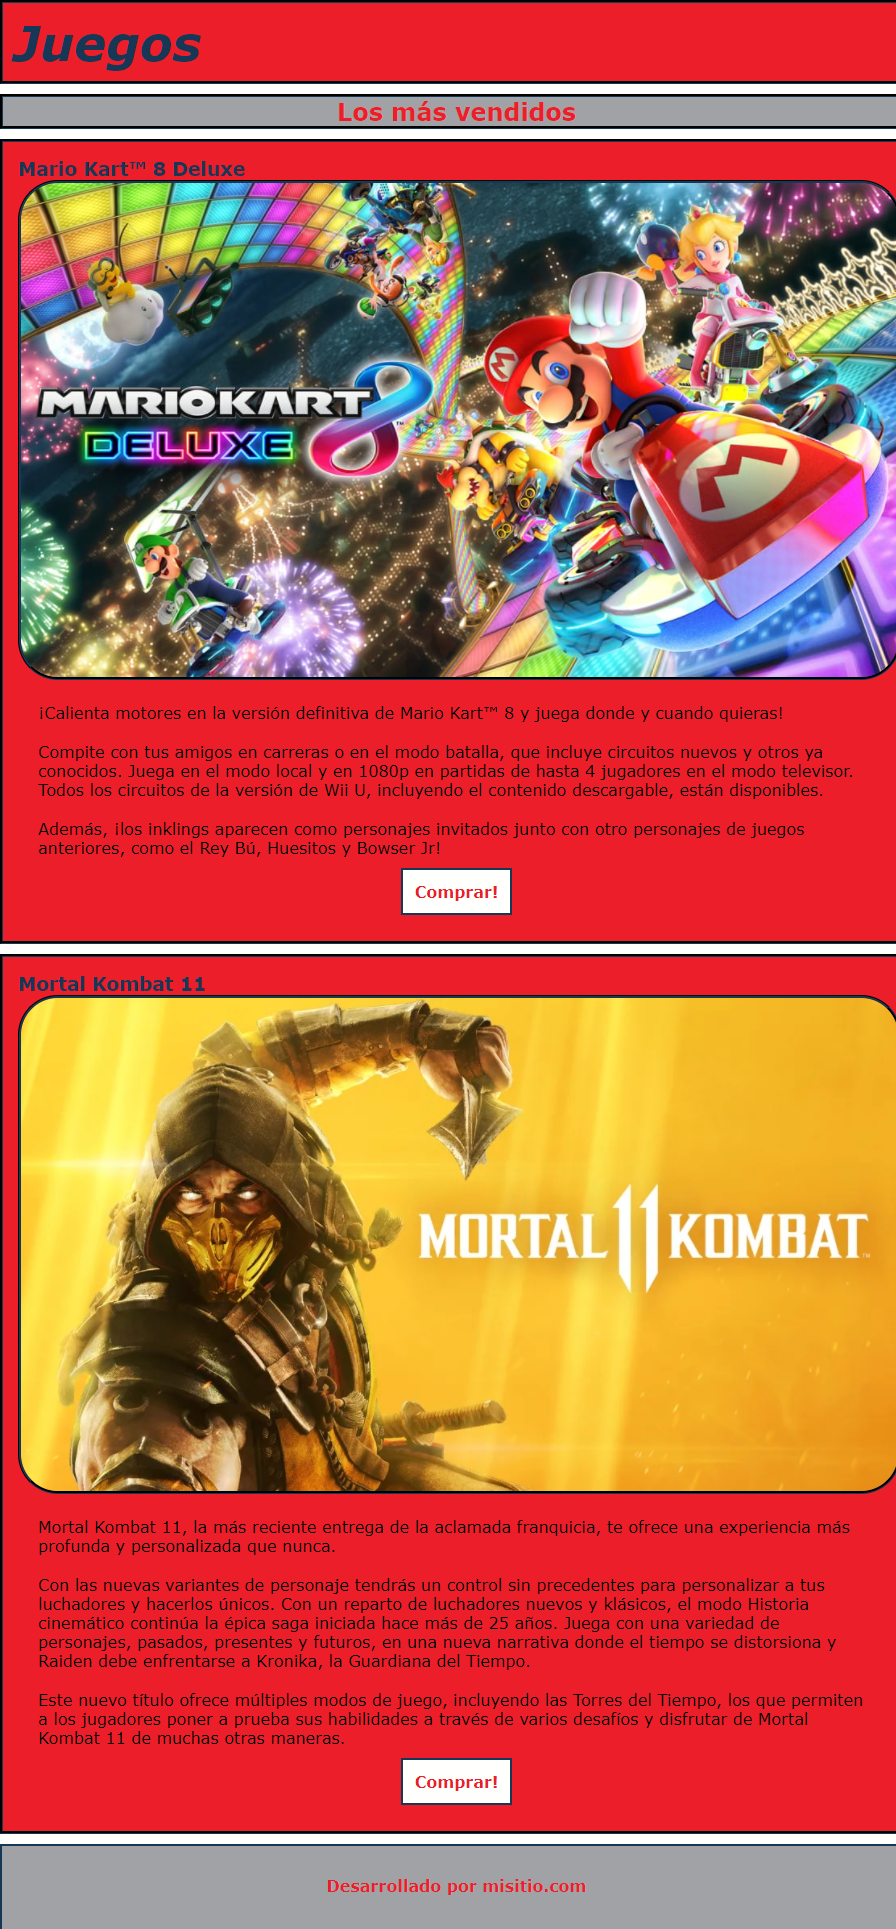 Juegos
Los más vendidos
Mario Kart™ 8 Deluxe
MARIOKART 8™
DELUXE
¡Calienta motores en la versión definitiva de Mario Kart™ 8 y juega donde y cuando quieras!
Compite con tus amigos en carreras o en el modo batalla, que incluye circuitos nuevos y otros ya
conocidos. Juega en el modo local y en 1080p en partidas de hasta 4 jugadores en el modo televisor.
Todos los circuitos de la versión de Wii U, incluyendo el contenido descargable, están disponibles.
Además, ¡los inklings aparecen como personajes invitados junto con otro personajes de juegos
anteriores, como el Rey Bú, Huesitos y Bowser Jr!
Comprar!
Mortal Kombat 11
MORTAL 11 KOMBAT™
Mortal Kombat 11, la más reciente entrega de la aclamada franquicia, te ofrece una experiencia más
profunda y personalizada que nunca.
Con las nuevas variantes de personaje tendrás un control sin precedentes para personalizar a tus
luchadores y hacerlos únicos. Con un reparto de luchadores nuevos y klásicos, el modo Historia
cinemático continúa la épica saga iniciada hace más de 25 años. Juega con una variedad de
personajes, pasados, presentes y futuros, en una nueva narrativa donde el tiempo se distorsiona y
Raiden debe enfrentarse a Kronika, la Guardiana del Tiempo.
Este nuevo título ofrece múltiples modos de juego, incluyendo las Torres del Tiempo, los que permiten
a los jugadores poner a prueba sus habilidades a través de varios desafíos y disfrutar de Mortal
Kombat 11 de muchas otras maneras.
Comprar!
Desarrollado por misitio.com